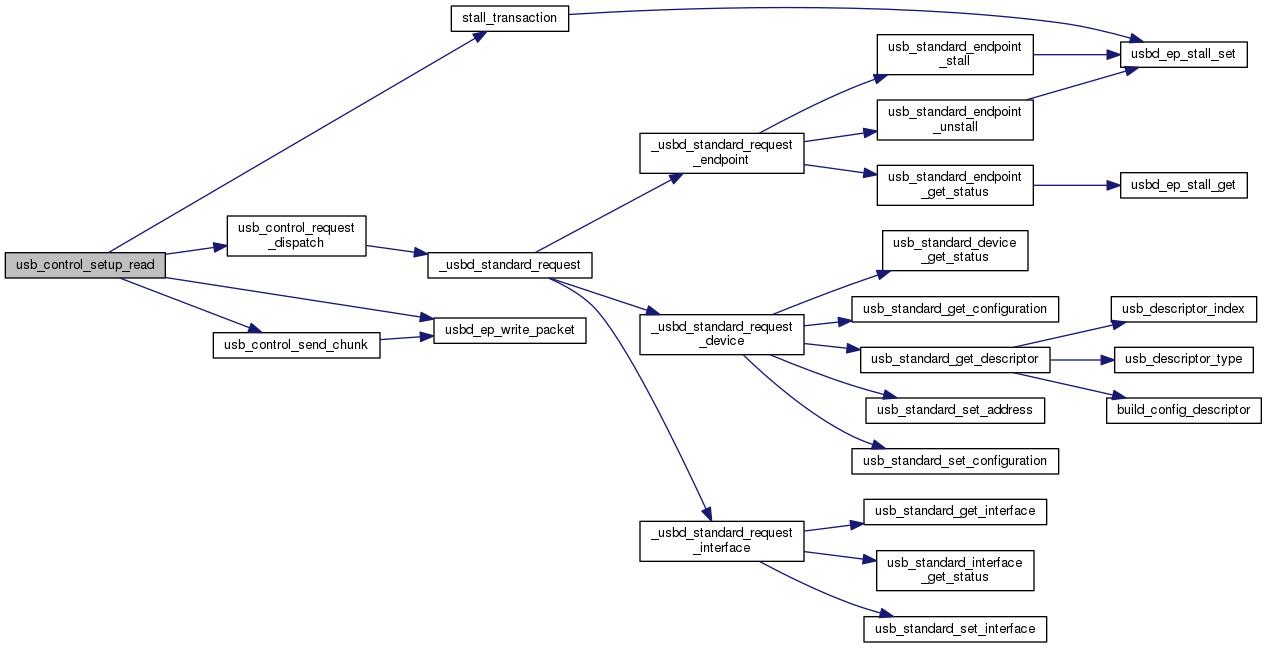 usb_control_setup_read
stall_transaction
usb_control_request
_dispatch
usb_control_send_chunk
_usbd_standard_request
usbd_ep_write_packet
_usbd_standard_request
_endpoint
_usbd_standard_request
_device
_usbd_standard_request
_interface
usb_standard_endpoint
_stall
usb_standard_endpoint
_unstall
usb_standard_endpoint
_get_status
usb_standard_device
_get_status
usb_standard_get_configuration
usb_standard_get_descriptor
usb_standard_set_address
usb_standard_set_configuration
usb_standard_get_interface
usb_standard_interface
_get_status
usb_standard_set_interface
usbd_ep_stall_set
usbd_ep_stall_get
usb_descriptor_index
usb_descriptor_type
build_config_descriptor